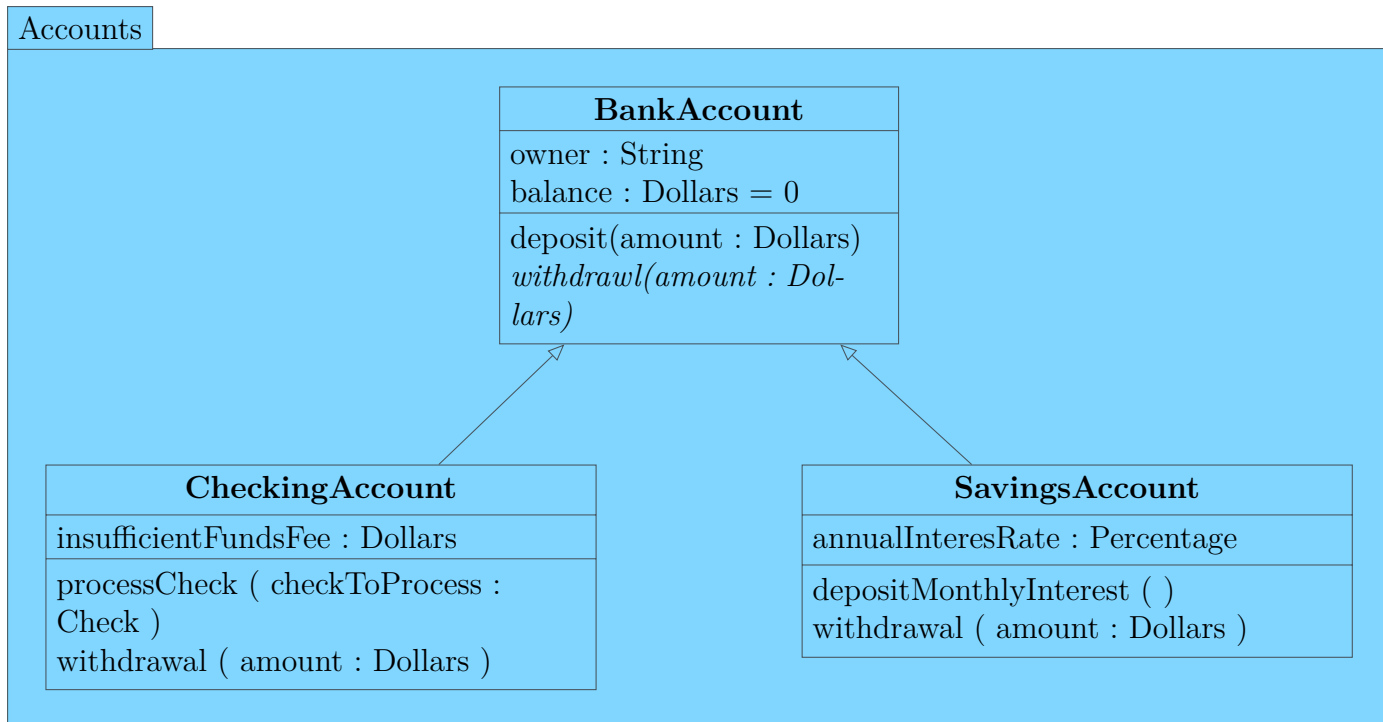 Accounts
BankAccount
owner : String
balance : Dollars = 0
deposit(amount : Dollars)
withdrawl(amount : Dol-
lars)
CheckingAccount
insufficientFundsFee : Dollars
processCheck ( checkToProcess :
Check )
withdrawal ( amount : Dollars )
SavingsAccount
annualInteresRate : Percentage
depositMonthlyInterest ( )
withdrawal ( amount : Dollars )